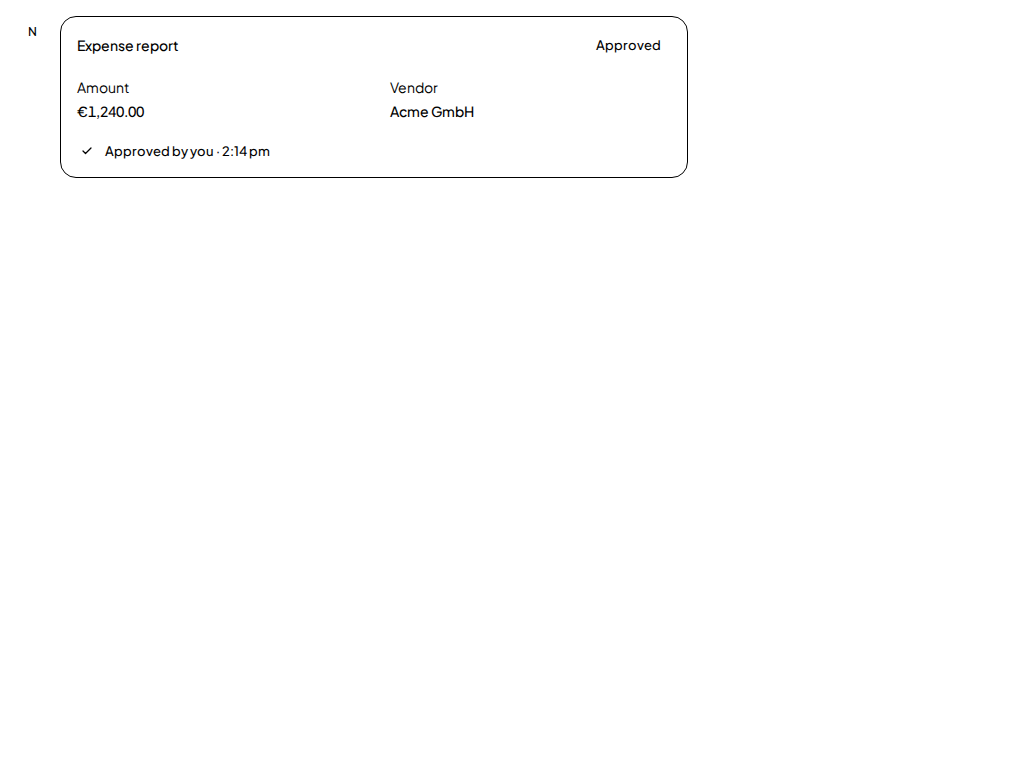 N
Expense report
Approved
Amount
Vendor
€1,240.00
Acme GmbH
Approved by you · 2:14 pm